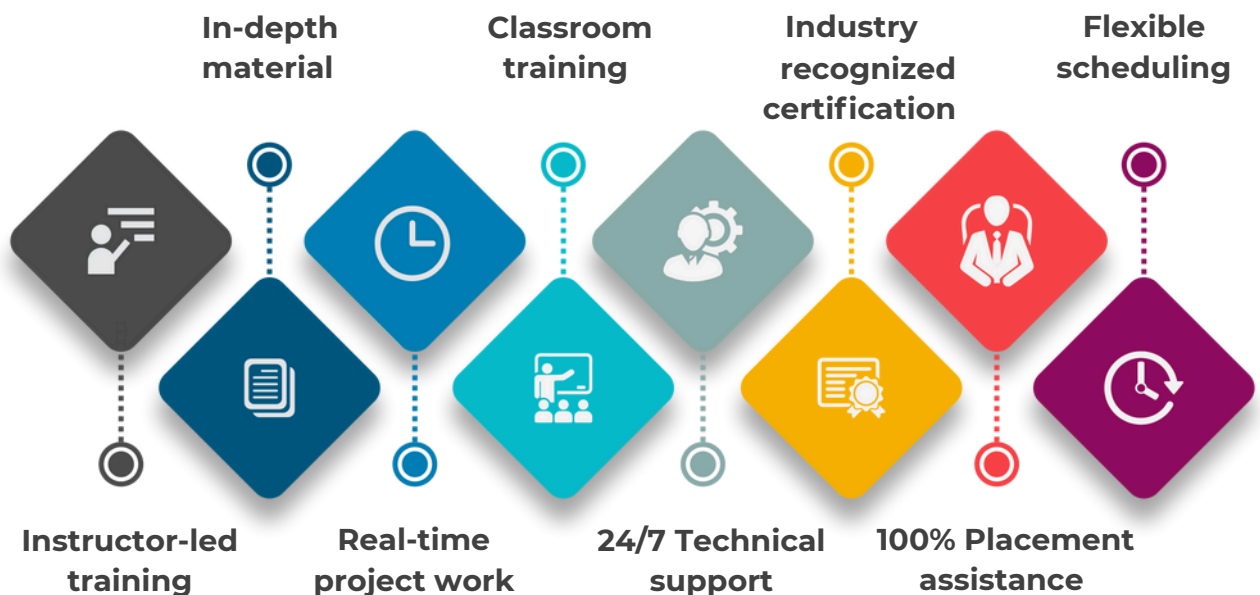 In-depth
material
Classroom
training
Industry
recognized
certification
Flexible
scheduling
Instructor-led
training
Real-time
project work
24/7 Technical
support
100% Placement
assistance